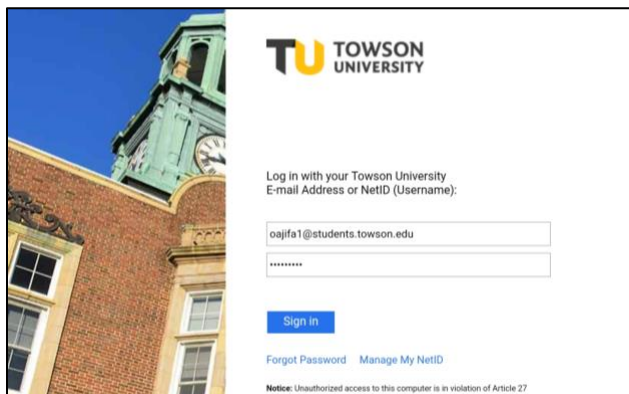 TU TOWSON
UNIVERSITY
Log in with your Towson University
E-mail Address or NetID (Username):
oajifa1@students.towson.edu
•••••••••
Sign in
Forgot Password Manage My NetID
Notice: Unauthorized access to this computer is in violation of Article 27